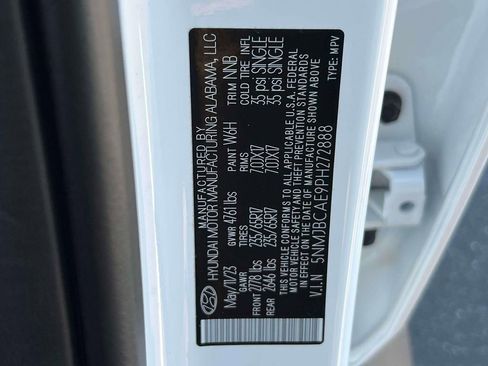 MANUFACTURED BY
HYUNDAI MOTOR MANUFACTURING ALABAMA, LLC
May/11/23 GVWR 4761 lbs PAINT W6H TRIM NNB
GAWR TIRES RIMS COLD TIRE INFL
FRONT 2778 lbs 235/65R17 7.0JX17 35 psi SINGLE
REAR 2646 lbs 235/65R17 7.0JX17 35 psi SINGLE
THIS VEHICLE CONFORMS TO ALL APPLICABLE U.S.A. FEDERAL
MOTOR VEHICLE SAFETY, BUMPER, AND THEFT PREVENTION STANDARDS
IN EFFECT ON THE DATE OF MANUFACTURE SHOWN ABOVE
V.I.N 5NMJBCAE9PH272888 TYPE: MPV